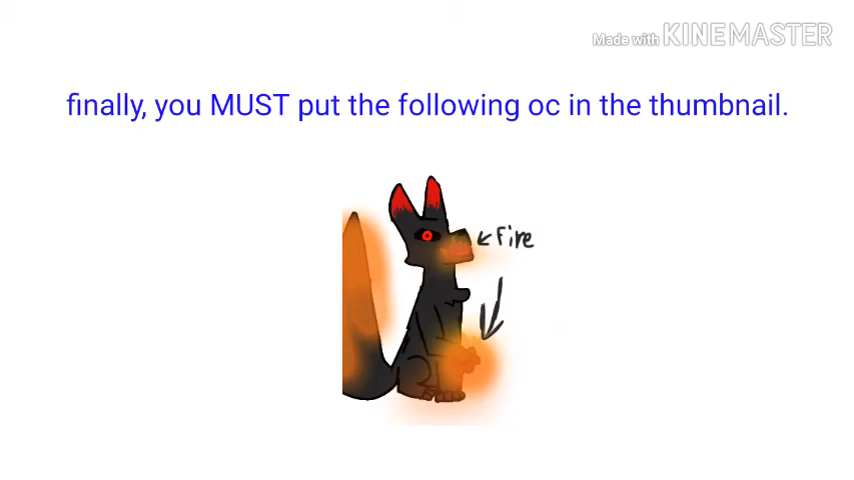 Made with KINEMASTER
finally, you MUST put the following oc in the thumbnail.
←Fire